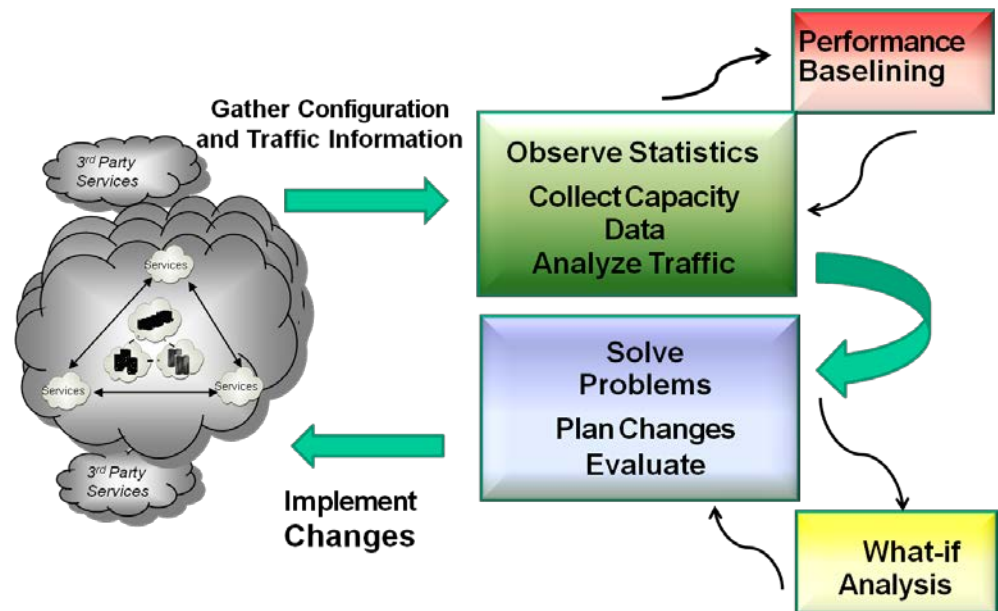 Performance
Baselining
Gather Configuration
and Traffic Information
3rd Party
Services
Observe Statistics
Collect Capacity
Data
Analyze Traffic
Services
Services
Services
Solve
Problems
Plan Changes
Evaluate
3rd Party
Services
Implement
Changes
What-if
Analysis